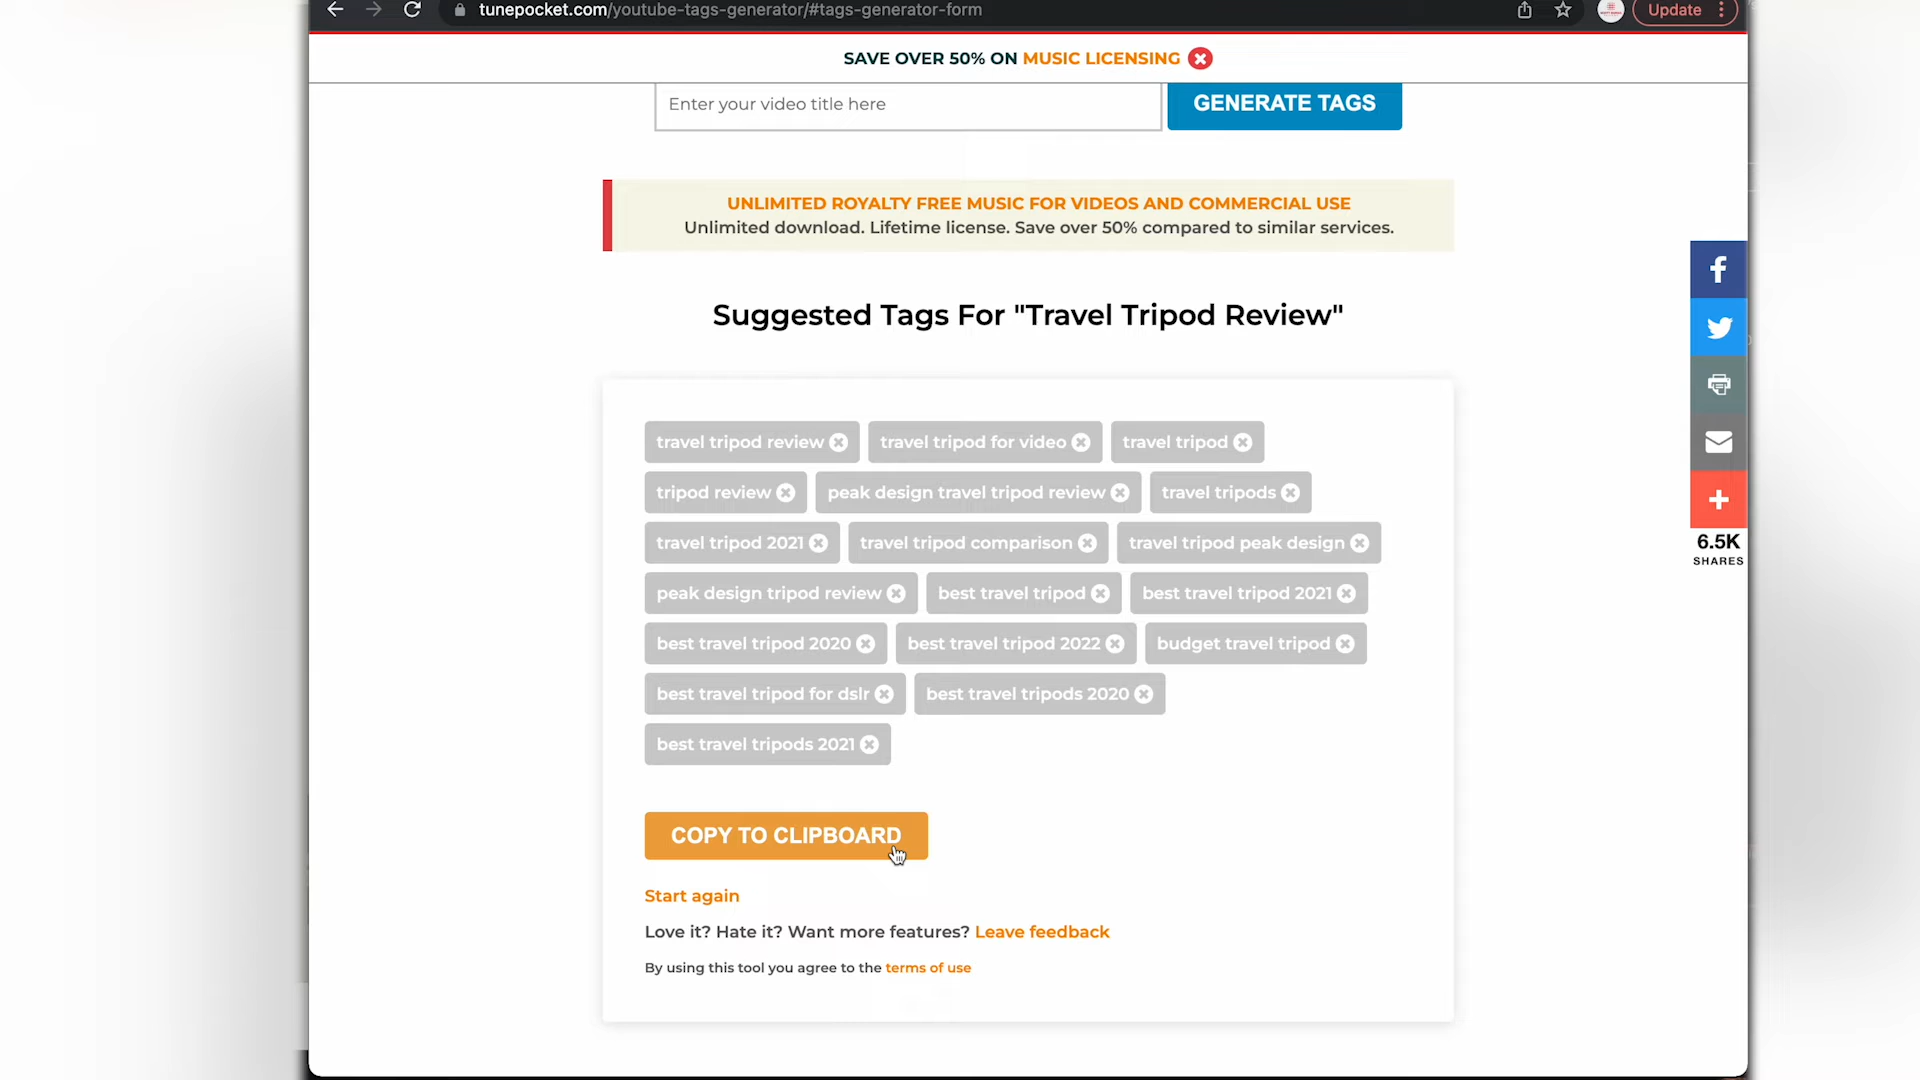 tunepocket.com/youtube-tags-generator/#tags-generator-form
Update
SAVE OVER 50% ON MUSIC LICENSING
Enter your video title here
GENERATE TAGS
UNLIMITED ROYALTY FREE MUSIC FOR VIDEOS AND COMMERCIAL USE
Unlimited download. Lifetime license. Save over 50% compared to similar services.
Suggested Tags For "Travel Tripod Review"
travel tripod review travel tripod for video travel tripod
tripod review peak design travel tripod review travel tripods
travel tripod 2021 travel tripod comparison travel tripod peak design
peak design tripod review best travel tripod best travel tripod 2021
best travel tripod 2020 best travel tripod 2022 budget travel tripod
best travel tripod for dslr best travel tripods 2020
best travel tripods 2021
COPY TO CLIPBOARD
Start again
Love it? Hate it? Want more features? Leave feedback
By using this tool you agree to the terms of use
6.5K
SHARES